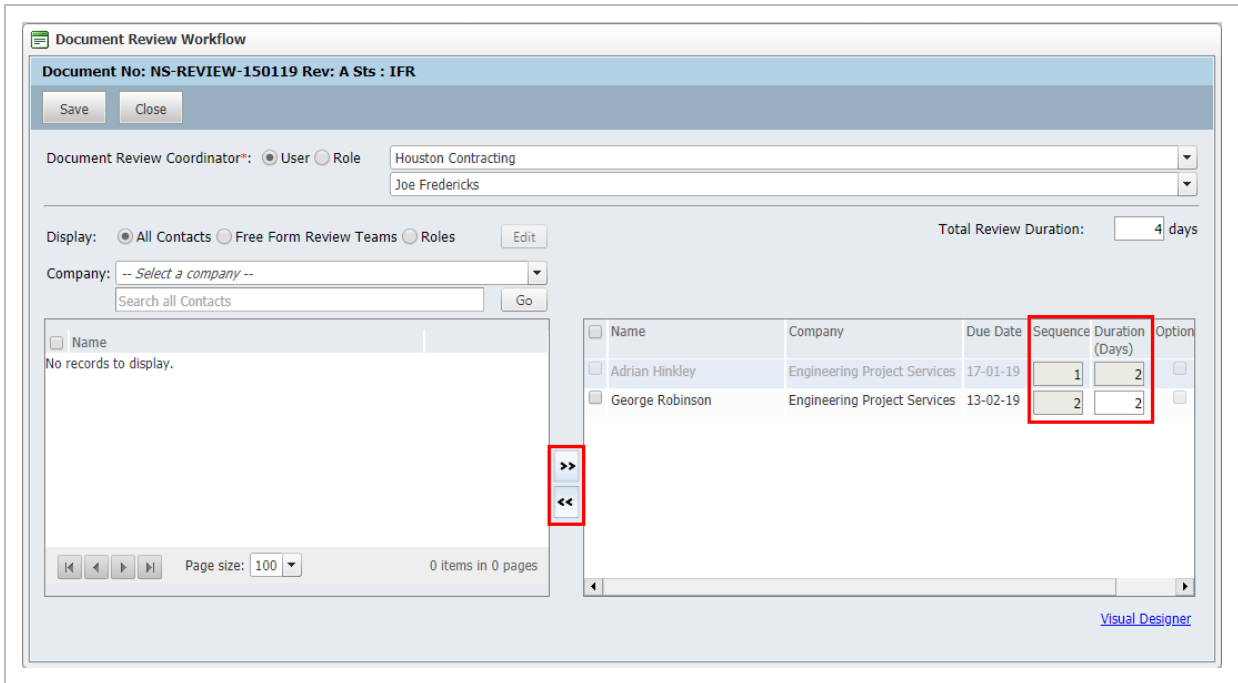 Document Review Workflow
Document No: NS-REVIEW-150119 Rev: A Sts : IFR
Save Close
Document Review Coordinator*: User Role Houston Contracting
Joe Fredericks
Display: All Contacts Free Form Review Teams Roles Edit Total Review Duration: 4 days
Company: -- Select a company --
Search all Contacts Go
Name
No records to display.
Name Company Due Date Sequence Duration (Days) Option
Adrian Hinkley Engineering Project Services 17-01-19 1 2
George Robinson Engineering Project Services 13-02-19 2 2
>>
<<
Page size: 100 0 items in 0 pages
Visual Designer